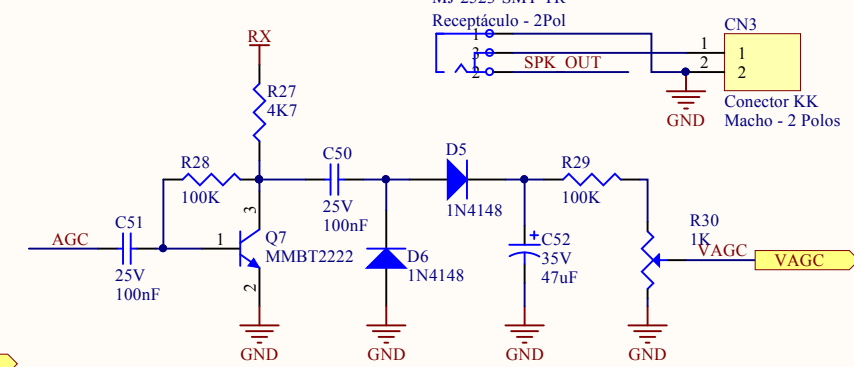 Receptáculo - 2Pol
CN3
RX
1
3
2
SPK_OUT
1
2
1
2
GND
Conector KK
Macho - 2 Polos
R27
4K7
R28
100K
C50
25V
100nF
D5
1N4148
R29
100K
C51
25V
100nF
AGC
1
3
2
Q7
MMBT2222
D6
1N4148
C52
35V
47uF
R30
1K
VAGC
VAGC
GND
GND
GND
GND